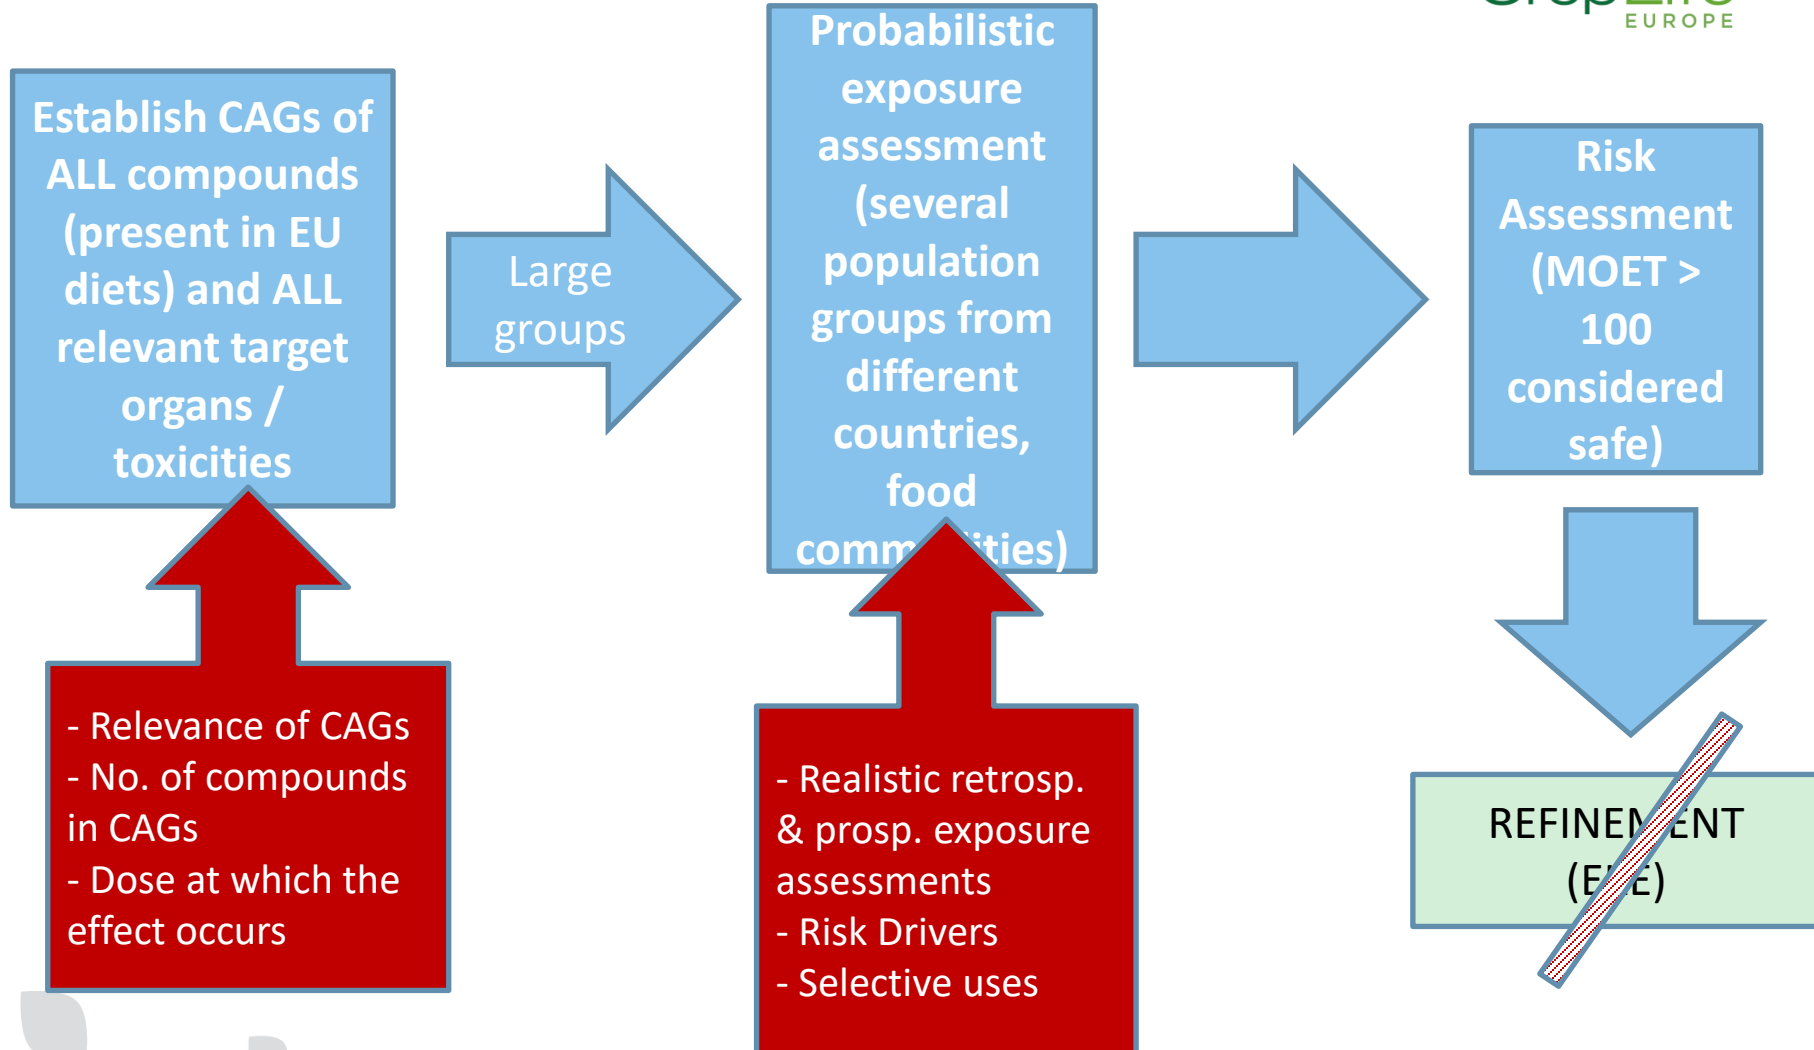 EUROPE
Establish CAGs of
ALL compounds
(present in EU
diets) and ALL
relevant target
organs /
toxicities
Large
groups
Probabilistic
exposure
assessment
(several
population
groups from
different
countries,
food
Risk
Assessment
(MOET >
100
considered
safe)
- Relevance of CAGs
- No. of compounds
in CAGs
- Dose at which the
effect occurs
- Realistic retrosp.
& prosp. exposure
assessments
- Risk Drivers
- Selective uses
REFINEMENT